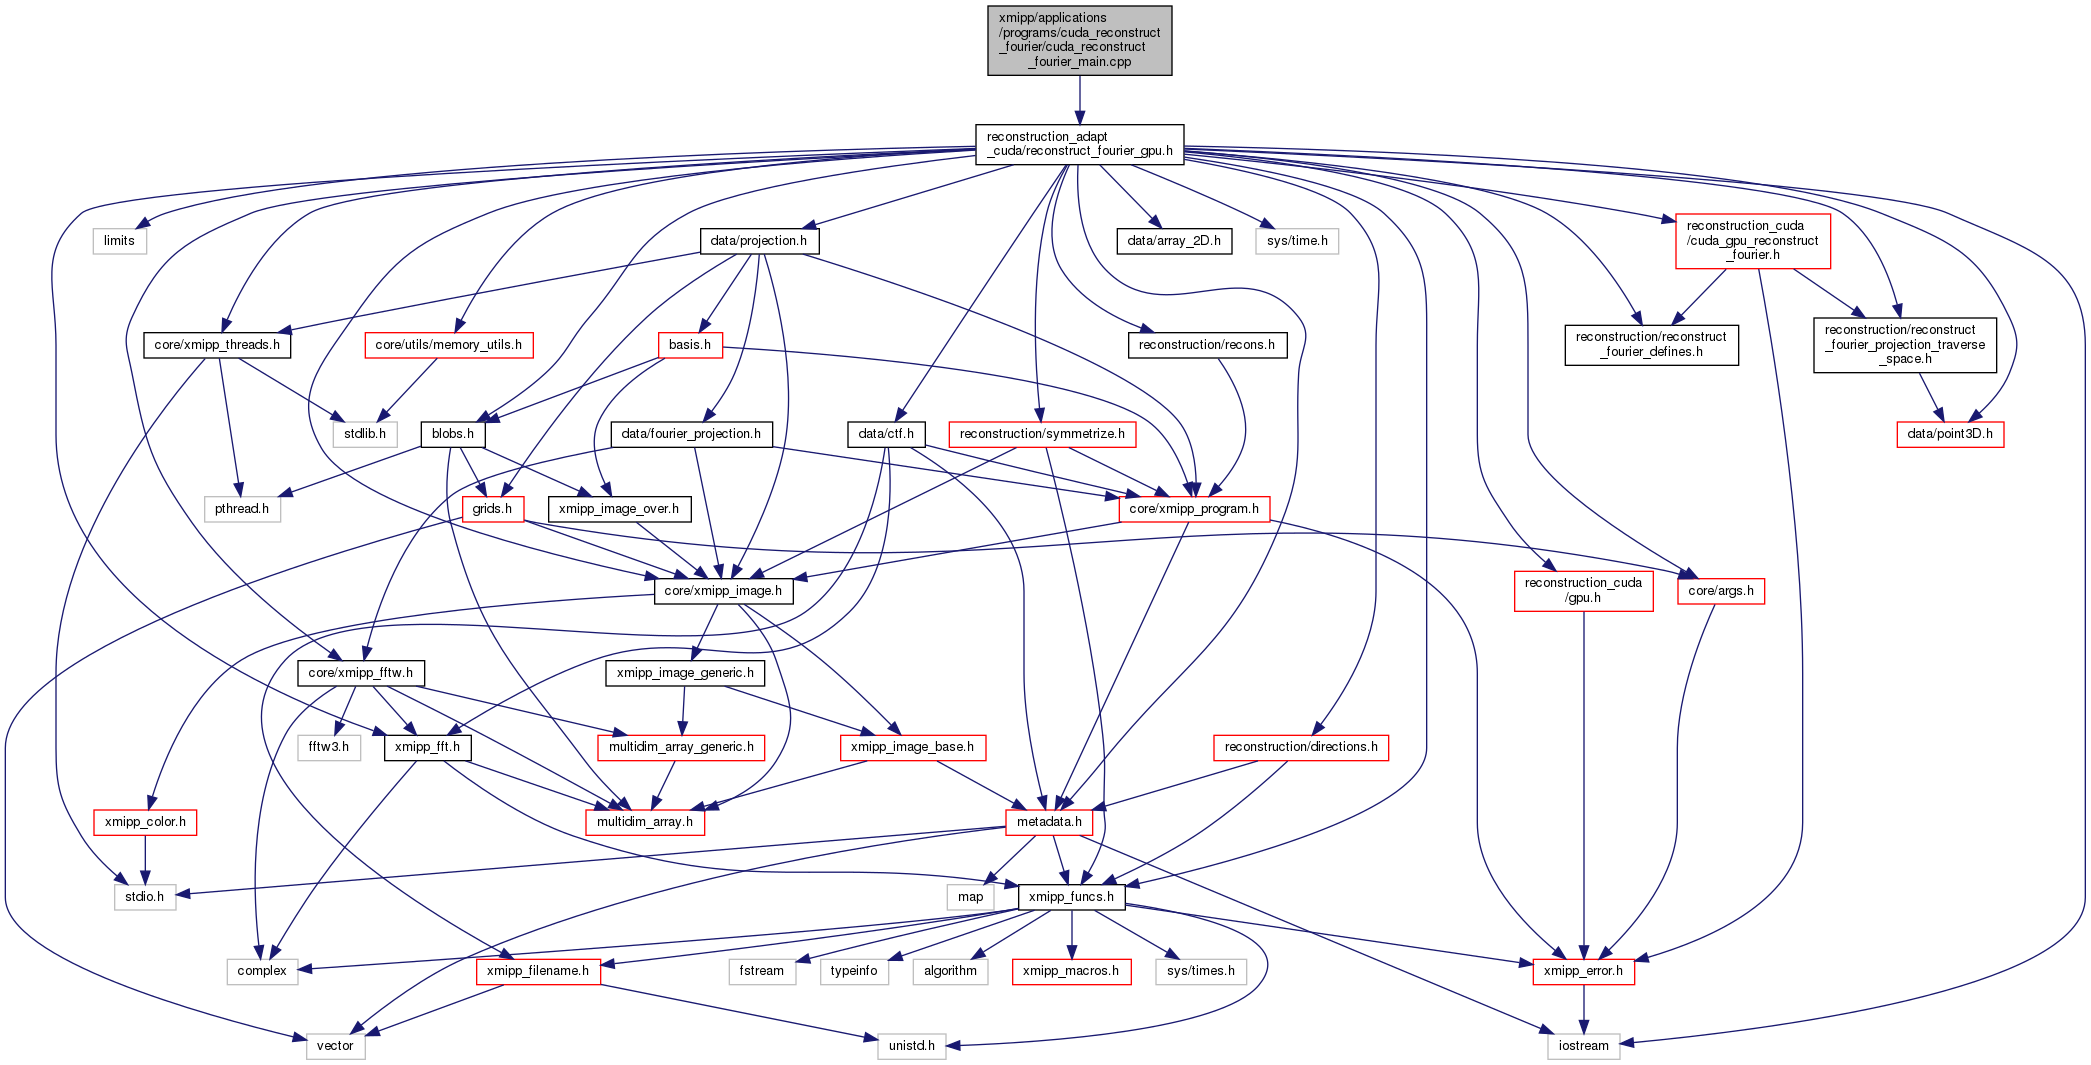 xmipp/applications
/programs/cuda_reconstruct
_fourier/cuda_reconstruct
_fourier_main.cpp
reconstruction_adapt
_cuda/reconstruct_fourier_gpu.h
limits
data/projection.h
data/array_2D.h
sys/time.h
reconstruction_cuda
/cuda_gpu_reconstruct
_fourier.h
core/xmipp_threads.h
core/utils/memory_utils.h
basis.h
reconstruction/recons.h
reconstruction/reconstruct
_fourier_defines.h
reconstruction/reconstruct
_fourier_projection_traverse
_space.h
stdlib.h
blobs.h
data/fourier_projection.h
data/ctf.h
reconstruction/symmetrize.h
data/point3D.h
pthread.h
grids.h
xmipp_image_over.h
core/xmipp_program.h
core/xmipp_image.h
reconstruction_cuda
/gpu.h
core/args.h
core/xmipp_fftw.h
xmipp_image_generic.h
fftw3.h
xmipp_fft.h
multidim_array_generic.h
xmipp_image_base.h
reconstruction/directions.h
xmipp_color.h
multidim_array.h
metadata.h
stdio.h
map
xmipp_funcs.h
complex
xmipp_filename.h
fstream
typeinfo
algorithm
xmipp_macros.h
sys/times.h
xmipp_error.h
vector
unistd.h
iostream